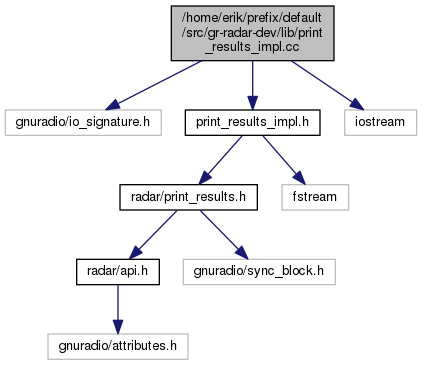 /home/erik/prefix/default
/src/gr-radar-dev/lib/print
_results_impl.cc
gnuradio/io_signature.h
print_results_impl.h
iostream
radar/print_results.h
fstream
radar/api.h
gnuradio/sync_block.h
gnuradio/attributes.h